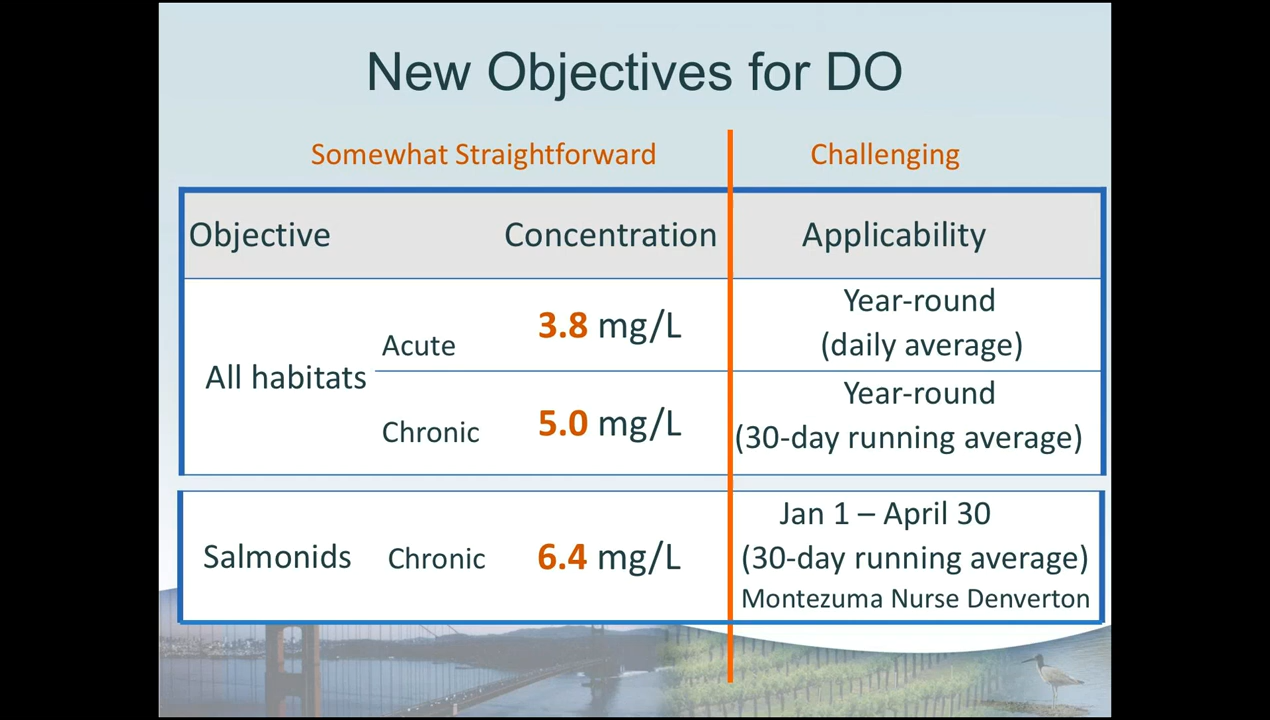 New Objectives for DO
Somewhat Straightforward
Challenging
Objective
Concentration
Applicability
All habitats
Acute
3.8 mg/L
Year-round
(daily average)
Chronic
5.0 mg/L
Year-round
(30-day running average)
Salmonids
Chronic
6.4 mg/L
Jan 1 – April 30
(30-day running average)
Montezuma Nurse Denverton